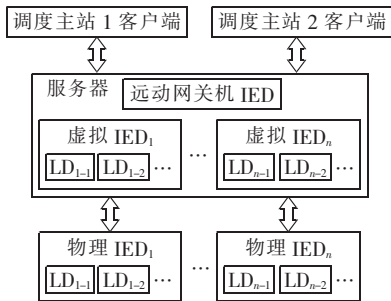 调度主站 1 客户端 调度主站 2 客户端
服务器 远动网关机 IED
虚拟 IED₁ … 虚拟 IEDₙ
LD₁₋₁ LD₁₋₂ … LDₙ₋₁ LDₙ₋₂ …
物理 IED₁ … 物理 IEDₙ
LD₁₋₁ LD₁₋₂ … LDₙ₋₁ LDₙ₋₂ …